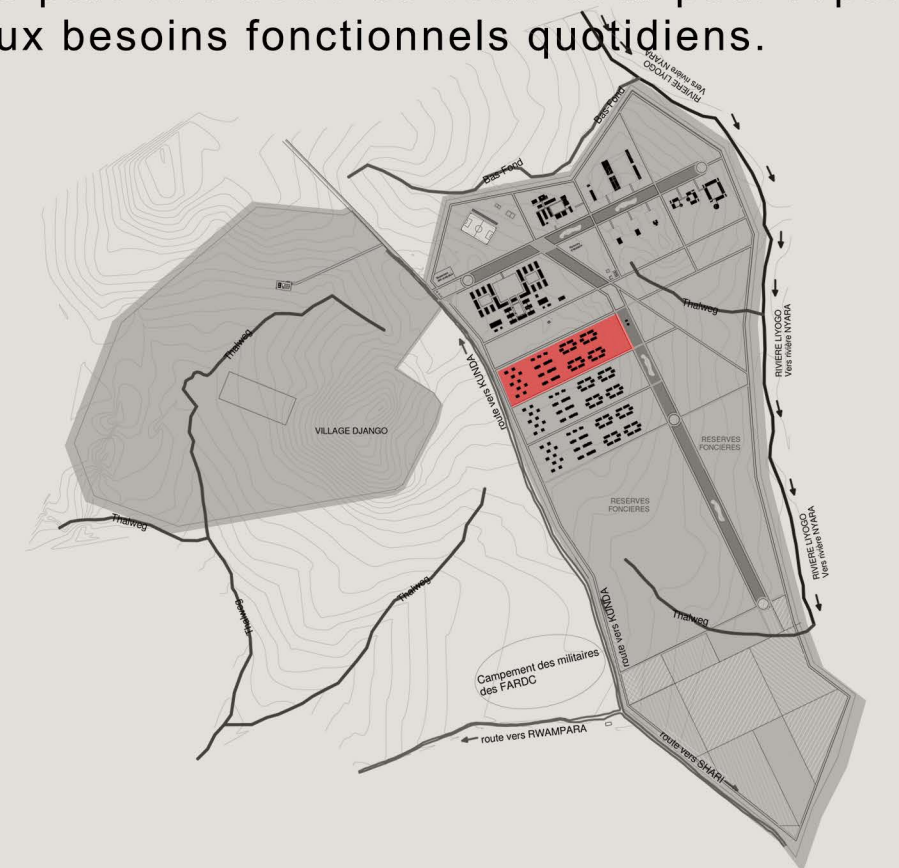 ux besoins fonctionnels quotidiens.
RIVIERE LIYOGO
Vers rivière NYARA
Bas-Fond
Bas-Fond
Thalweg
RIVIERE LIYOGO
Vers rivière NYARA
Thalweg
route vers KUNDA
VILLAGE DJANGO
RESERVES
FONCIERES
RESERVES
FONCIERES
Thalweg
RIVIERE LIYOGO
Vers rivière NYARA
Thalweg
Thalweg
route vers KUNDA
Thalweg
Campement des militaires
des FARDC
route vers RWAMPARA
route vers SHARI